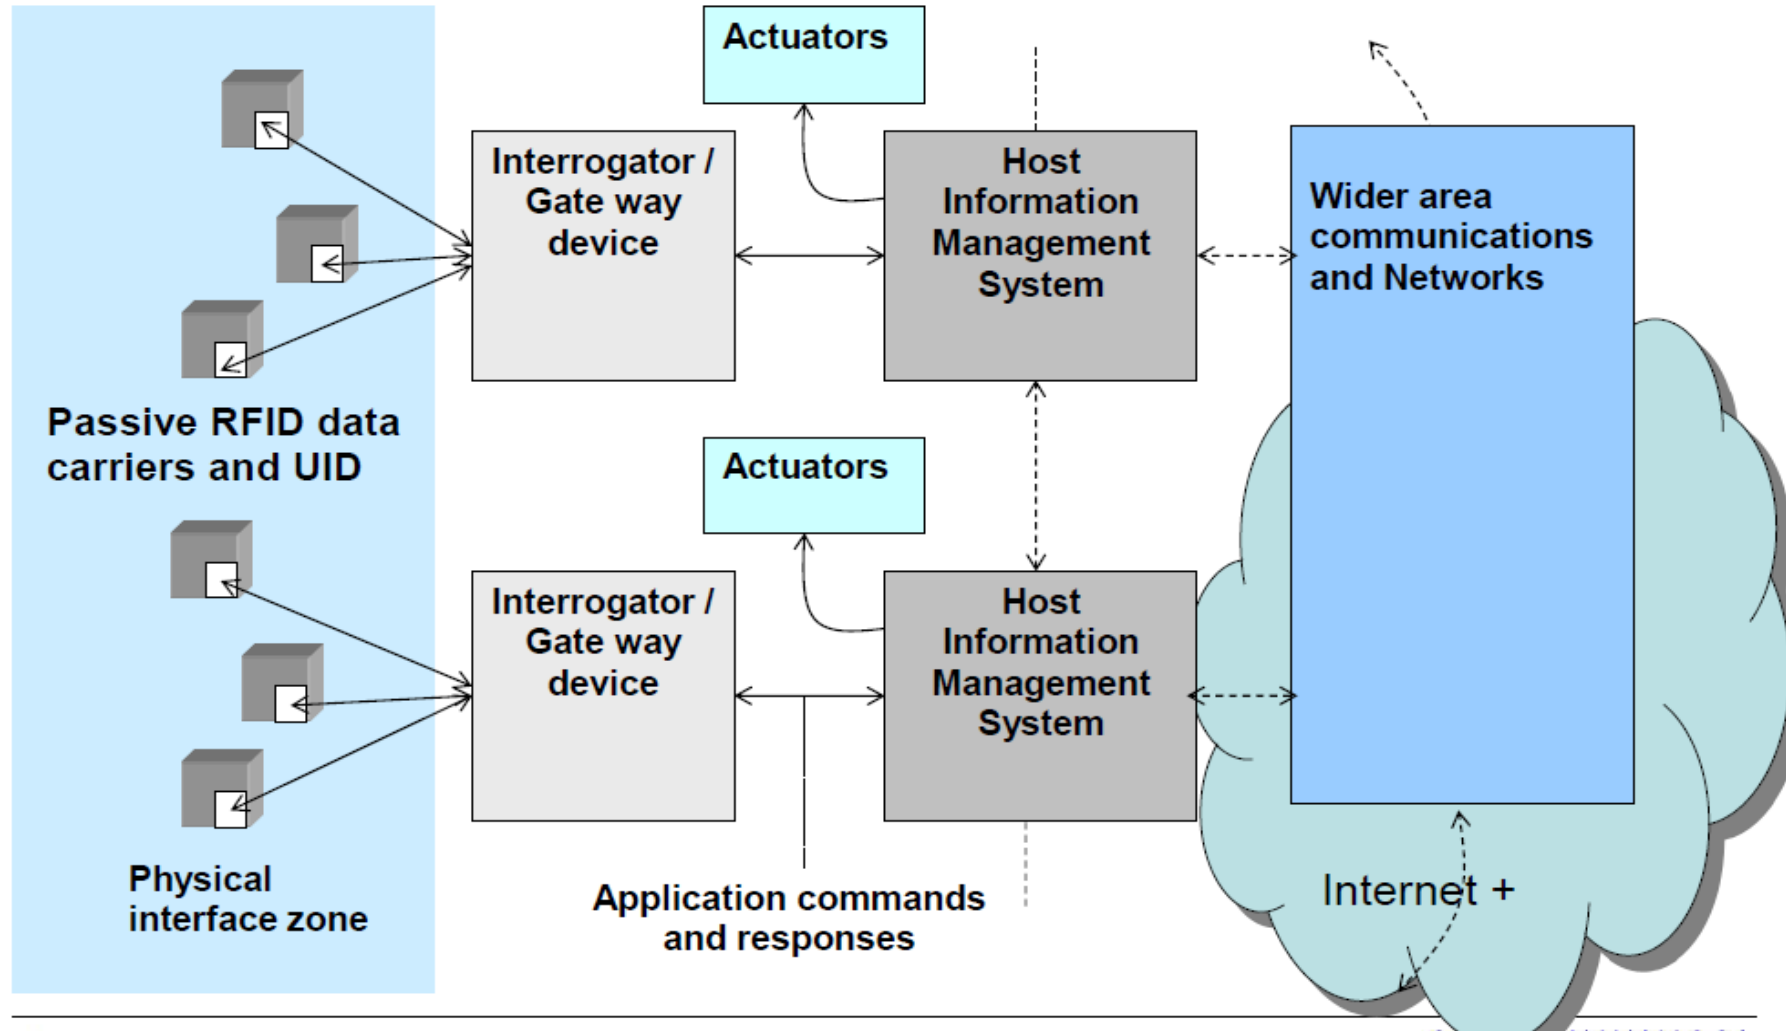 Actuators
Interrogator /
Gate way
device
Host
Information
Management
System
Wider area
communications
and Networks
Passive RFID data
carriers and UID
Actuators
Interrogator /
Gate way
device
Host
Information
Management
System
Physical
interface zone
Application commands
and responses
Internet +